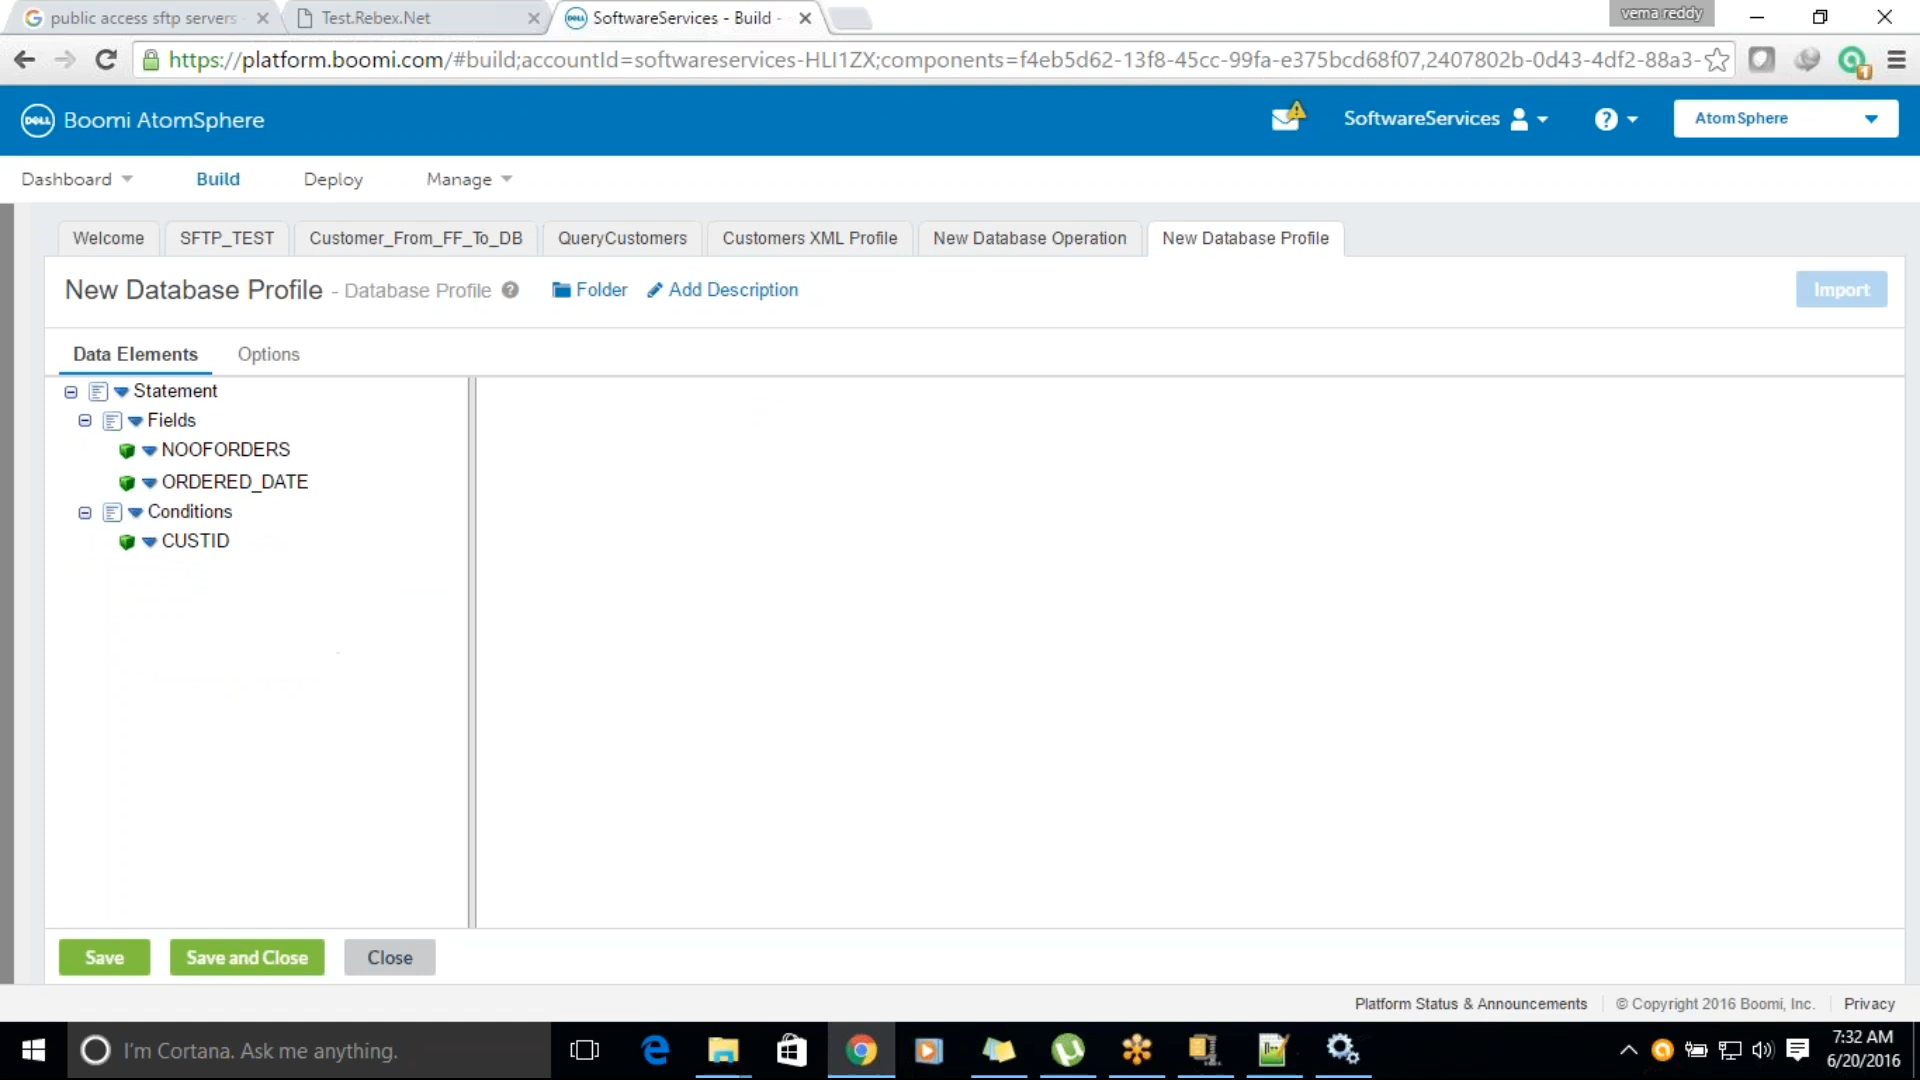 public access sftp servers
Test.Rebex.Net
SoftwareServices - Build -
vema reddy
https://platform.boomi.com/#build;accountId=softwareservices-HLI1ZX;components=f4eb5d62-13f8-45cc-99fa-e375bcd68f07,2407802b-0d43-4df2-88a3-
DELL Boomi AtomSphere
SoftwareServices
?
AtomSphere
Dashboard
Build
Deploy
Manage
Welcome
SFTP_TEST
Customer_From_FF_To_DB
QueryCustomers
Customers XML Profile
New Database Operation
New Database Profile
New Database Profile - Database Profile ?
Folder
Add Description
Import
Data Elements
Options
Statement
Fields
NOOFORDERS
ORDERED_DATE
Conditions
CUSTID
Save
Save and Close
Close
Platform Status & Announcements
© Copyright 2016 Boomi, Inc.
Privacy
I'm Cortana. Ask me anything.
7:32 AM
6/20/2016